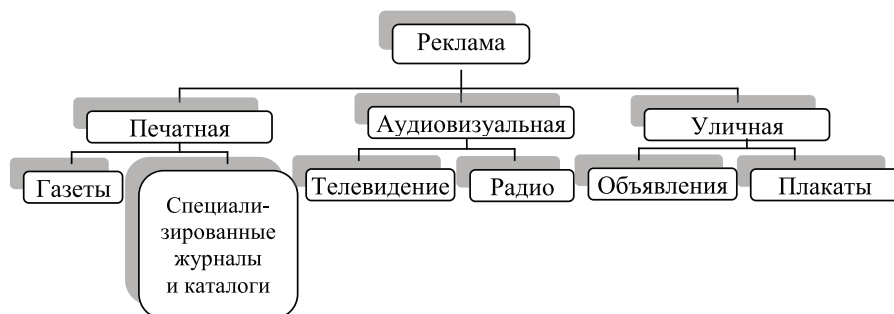 Реклама
Печатная
Аудиовизуальная
Уличная
Газеты
Специали-
зированные
журналы
и каталоги
Телевидение
Радио
Объявления
Плакаты